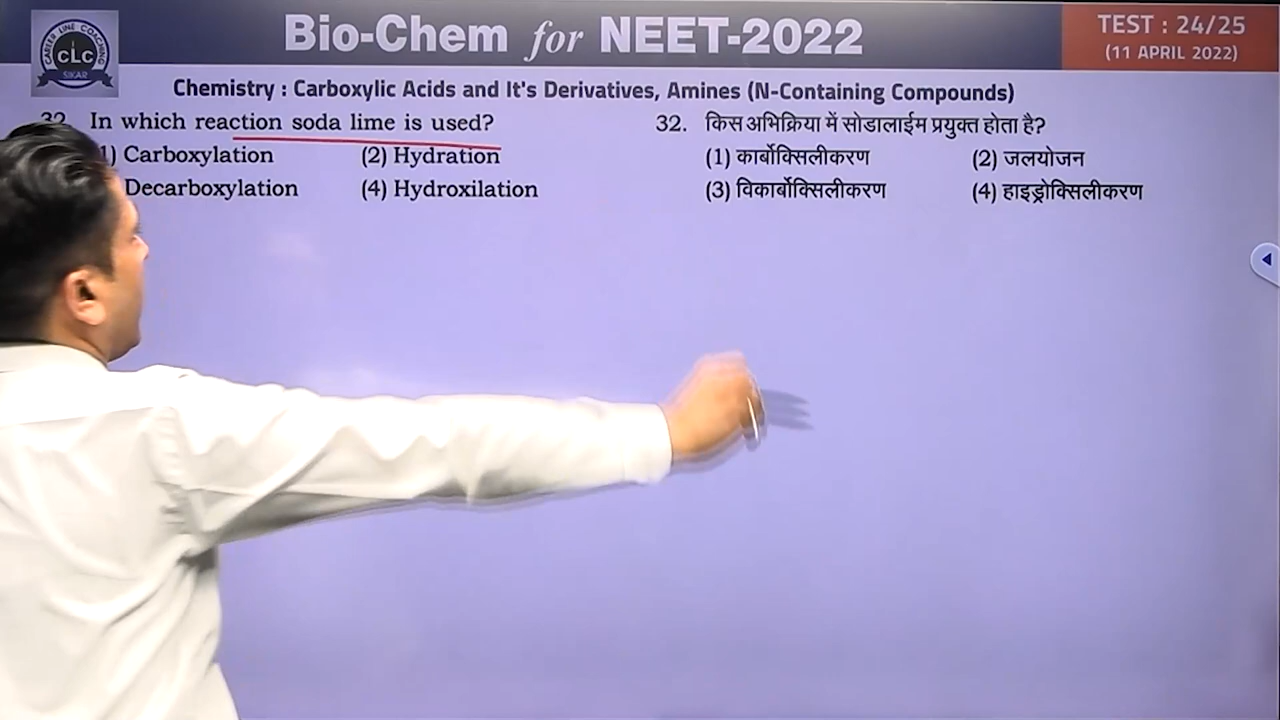 Bio-Chem for NEET-2022
TEST : 24/25
(11 APRIL 2022)
CAREER LINE COACHING
CLC
SIKAR
Chemistry : Carboxylic Acids and It's Derivatives, Amines (N-Containing Compounds)
32. In which reaction soda lime is used?
1) Carboxylation (2) Hydration
Decarboxylation (4) Hydroxilation
32. किस अभिक्रिया में सोडालाईम प्रयुक्त होता है?
(1) कार्बोक्सिलीकरण (2) जलयोजन
(3) विकार्बोक्सिलीकरण (4) हाइड्रोक्सिलीकरण